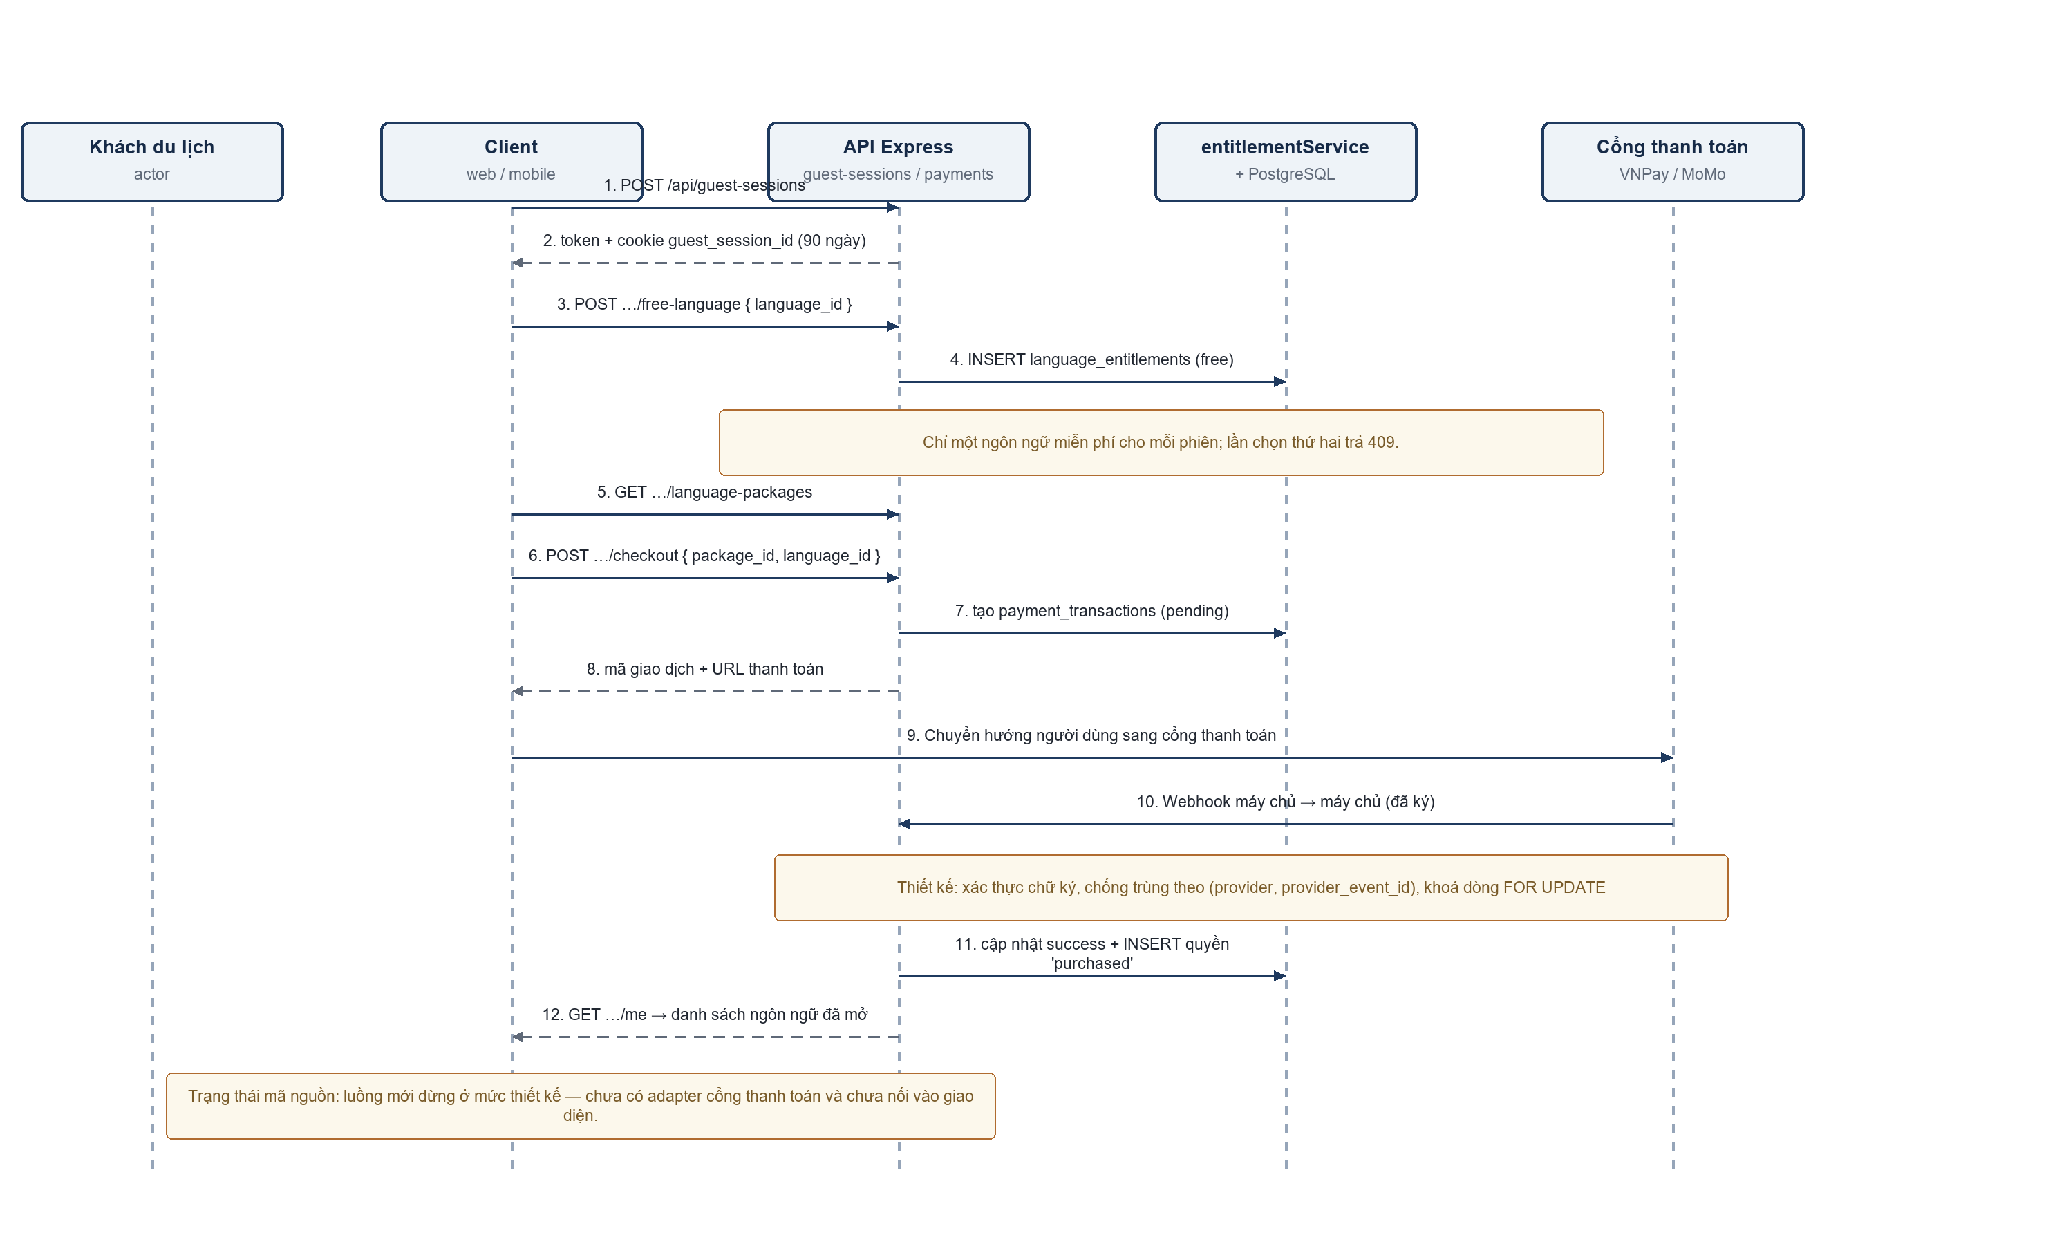 Khách du lịch
actor
Client
web / mobile
API Express
guest-sessions / payments
entitlementService
+ PostgreSQL
Cổng thanh toán
VNPay / MoMo
1. POST /api/guest-sessions
2. token + cookie guest_session_id (90 ngày)
3. POST …/free-language { language_id }
4. INSERT language_entitlements (free)
Chỉ một ngôn ngữ miễn phí cho mỗi phiên; lần chọn thứ hai trả 409.
5. GET …/language-packages
6. POST …/checkout { package_id, language_id }
7. tạo payment_transactions (pending)
8. mã giao dịch + URL thanh toán
9. Chuyển hướng người dùng sang cổng thanh toán
10. Webhook máy chủ → máy chủ (đã ký)
Thiết kế: xác thực chữ ký, chống trùng theo (provider, provider_event_id), khoá dòng FOR UPDATE
11. cập nhật success + INSERT quyền
'purchased'
12. GET …/me → danh sách ngôn ngữ đã mở
Trạng thái mã nguồn: luồng mới dừng ở mức thiết kế — chưa có adapter cổng thanh toán và chưa nối vào giao
diện.